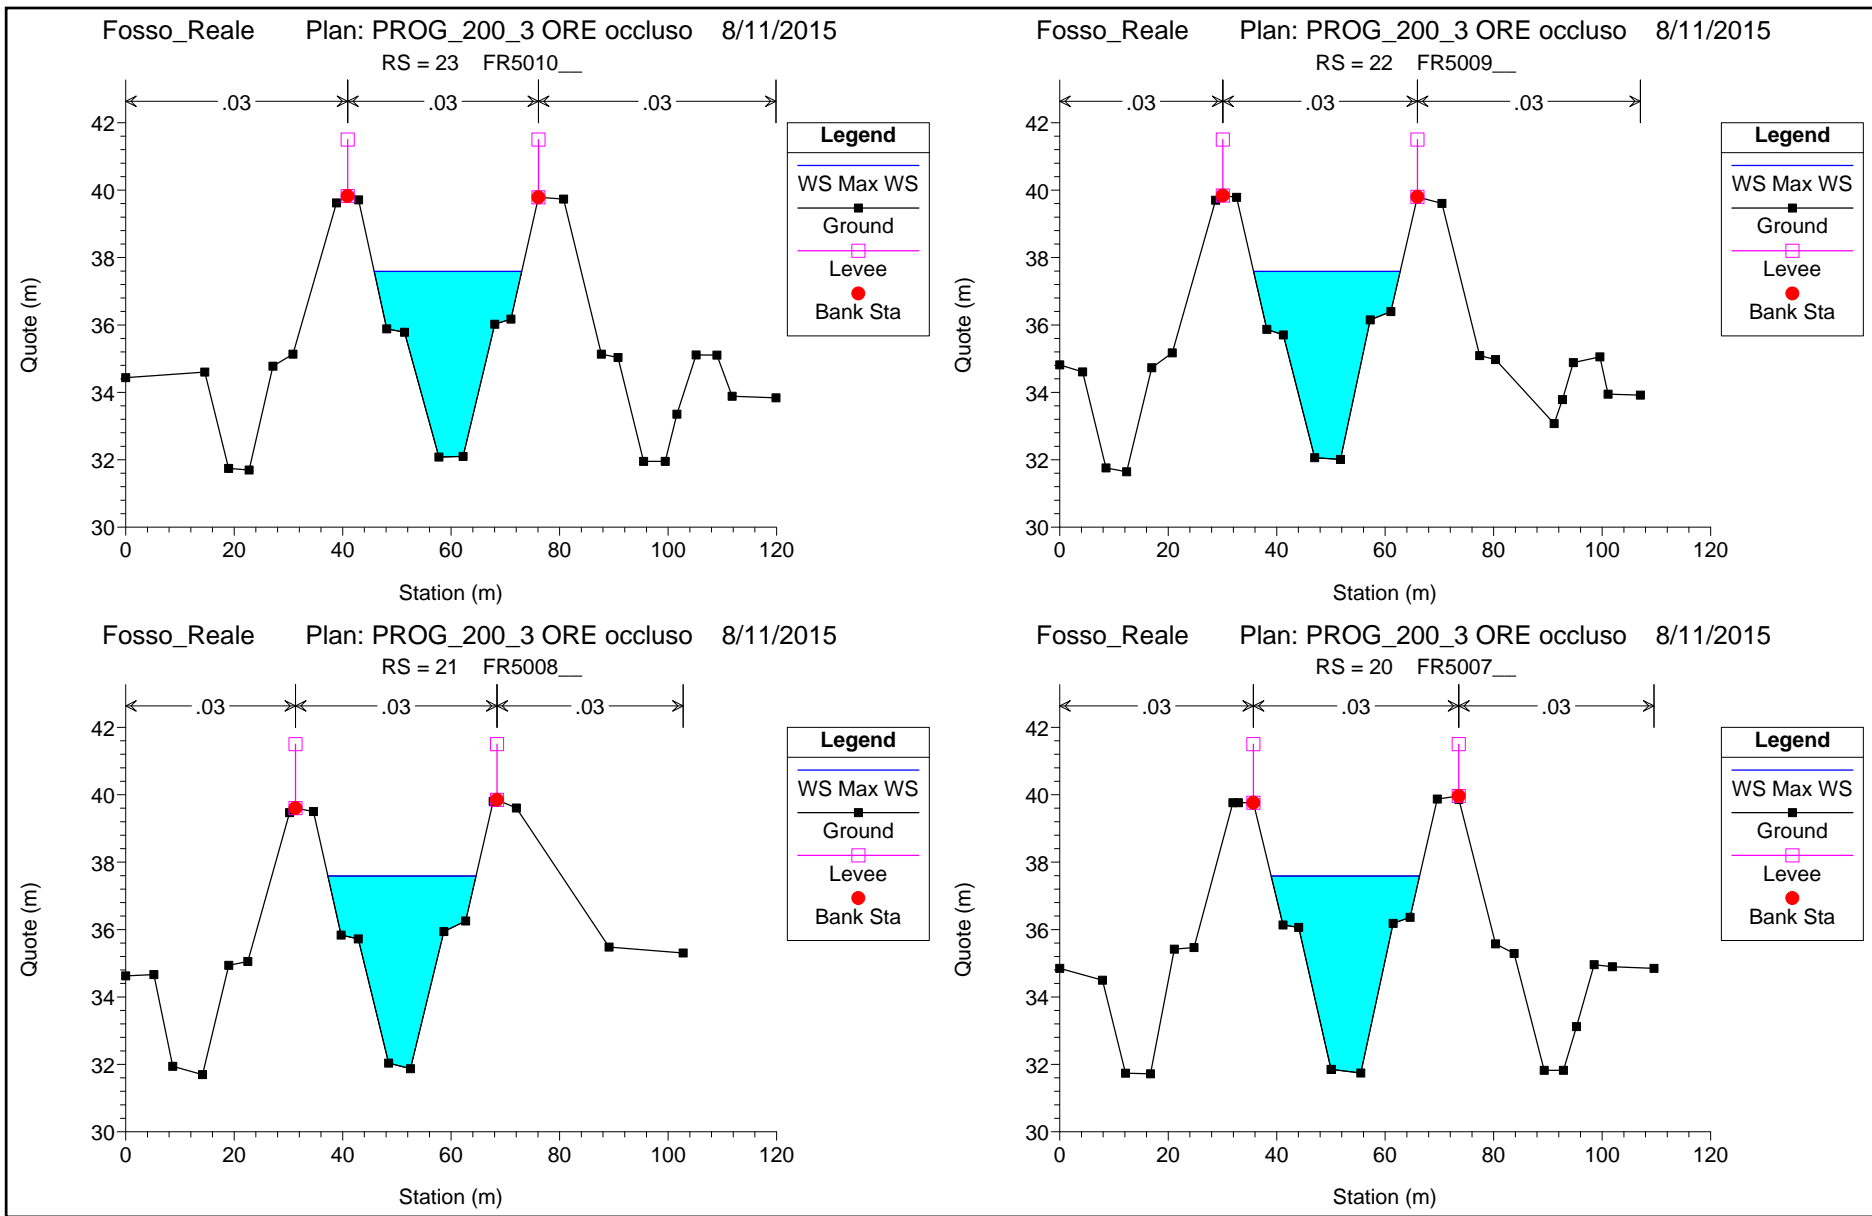 Fosso_Reale Plan: PROG_200_3 ORE occluso 8/11/2015
RS = 23 FR5010__
.03 .03 .03
42
40
38
36
34
32
30
Quote (m)
0 20 40 60 80 100 120
Station (m)
Legend
WS Max WS
Ground
Levee
Bank Sta
Fosso_Reale Plan: PROG_200_3 ORE occluso 8/11/2015
RS = 22 FR5009__
.03 .03 .03
42
40
38
36
34
32
30
Quote (m)
0 20 40 60 80 100 120
Station (m)
Legend
WS Max WS
Ground
Levee
Bank Sta
Fosso_Reale Plan: PROG_200_3 ORE occluso 8/11/2015
RS = 21 FR5008__
.03 .03 .03
42
40
38
36
34
32
30
Quote (m)
0 20 40 60 80 100 120
Station (m)
Legend
WS Max WS
Ground
Levee
Bank Sta
Fosso_Reale Plan: PROG_200_3 ORE occluso 8/11/2015
RS = 20 FR5007__
.03 .03 .03
42
40
38
36
34
32
30
Quote (m)
0 20 40 60 80 100 120
Station (m)
Legend
WS Max WS
Ground
Levee
Bank Sta